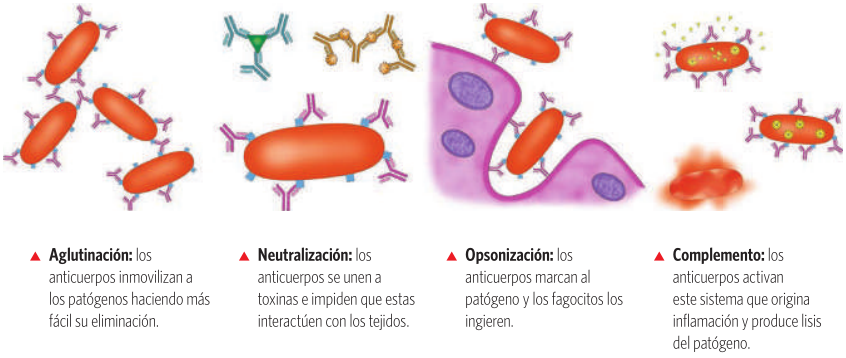 ▲ Aglutinación: los
anticuerpos inmovilizan a
los patógenos haciendo más
fácil su eliminación.
▲ Neutralización: los
anticuerpos se unen a
toxinas e impiden que estas
interactúen con los tejidos.
▲ Opsonización: los
anticuerpos marcan al
patógeno y los fagocitos los
ingieren.
▲ Complemento: los
anticuerpos activan
este sistema que origina
inflamación y produce lisis
del patógeno.